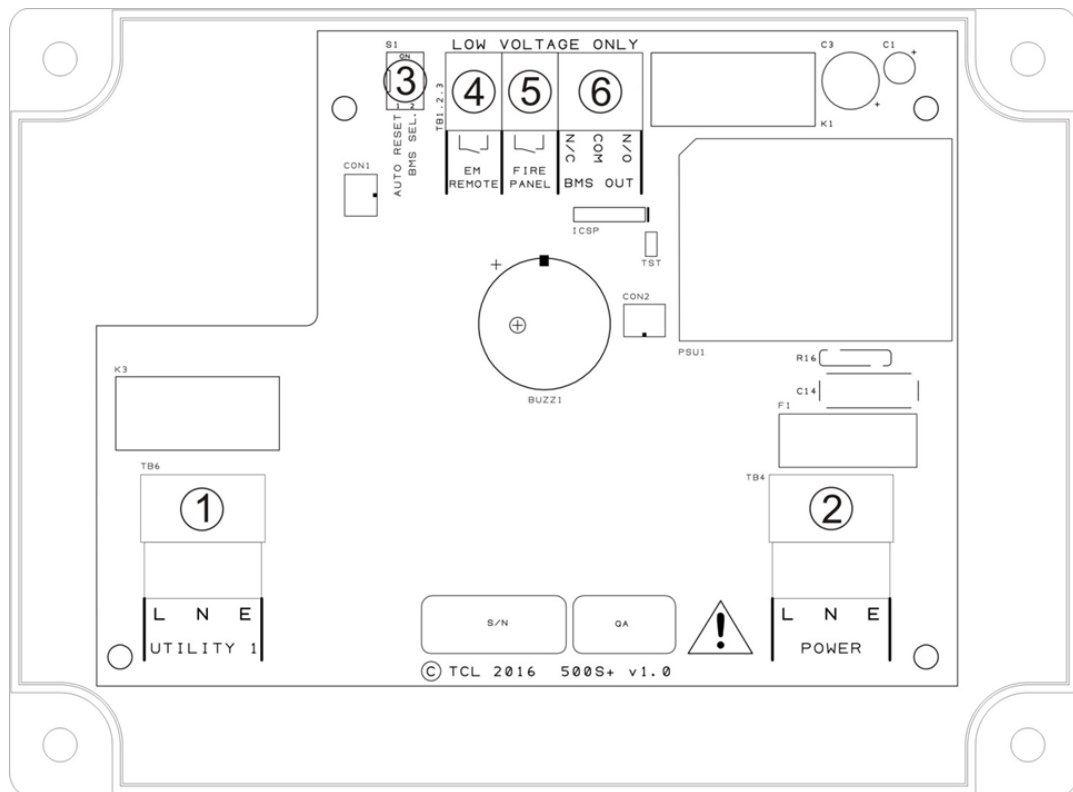 S1
LOW VOLTAGE ONLY
C3
C1
ON
3
4
5
6
+
+
1 2
TB1.2.3
K1
AUTO RESET
BMS SEL.
N/C
COM
N/O
EM
REMOTE
FIRE
PANEL
BMS OUT
CON1
ICSP
TST
+
CON2
PSU1
R16
K3
C14
BUZZ1
F1
TB6
TB4
1
2
L N E
UTILITY 1
S/N
QA
!
L N E
POWER
© TCL 2016 500S+ v1.0